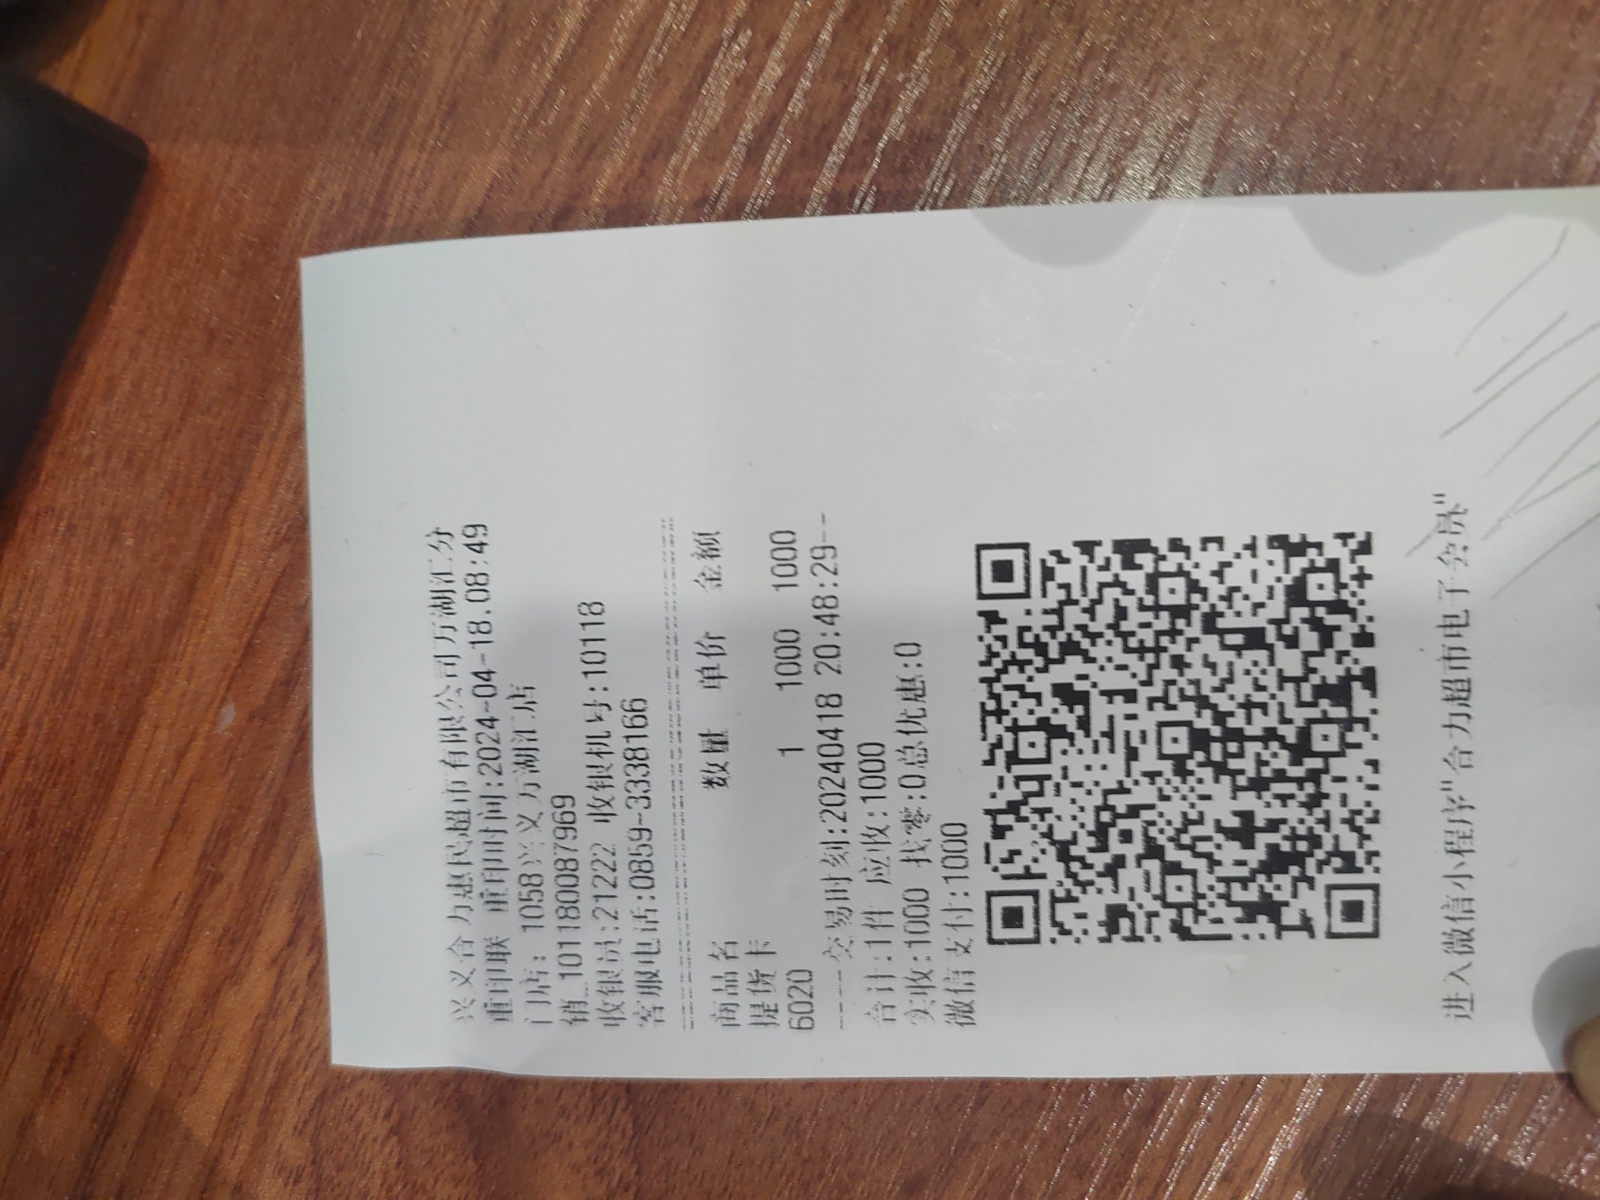 兴义合力惠民超市有限公司万湖汇分
重印联 重印时间:2024-04-18.08:49
门店: 1058兴义万湖汇店
销_101180087969
收银员:21222 收银机号:10118
客服电话:0859-3338166
商品名 数量 单价 金额
提货卡
6020 1 1000 1000
----交易时刻:20240418 20:48:29--
合计:1件 应收:1000
实收:1000 找零:0总优惠:0
微信支付:1000
进入微信小程序"合力超市电子会员"